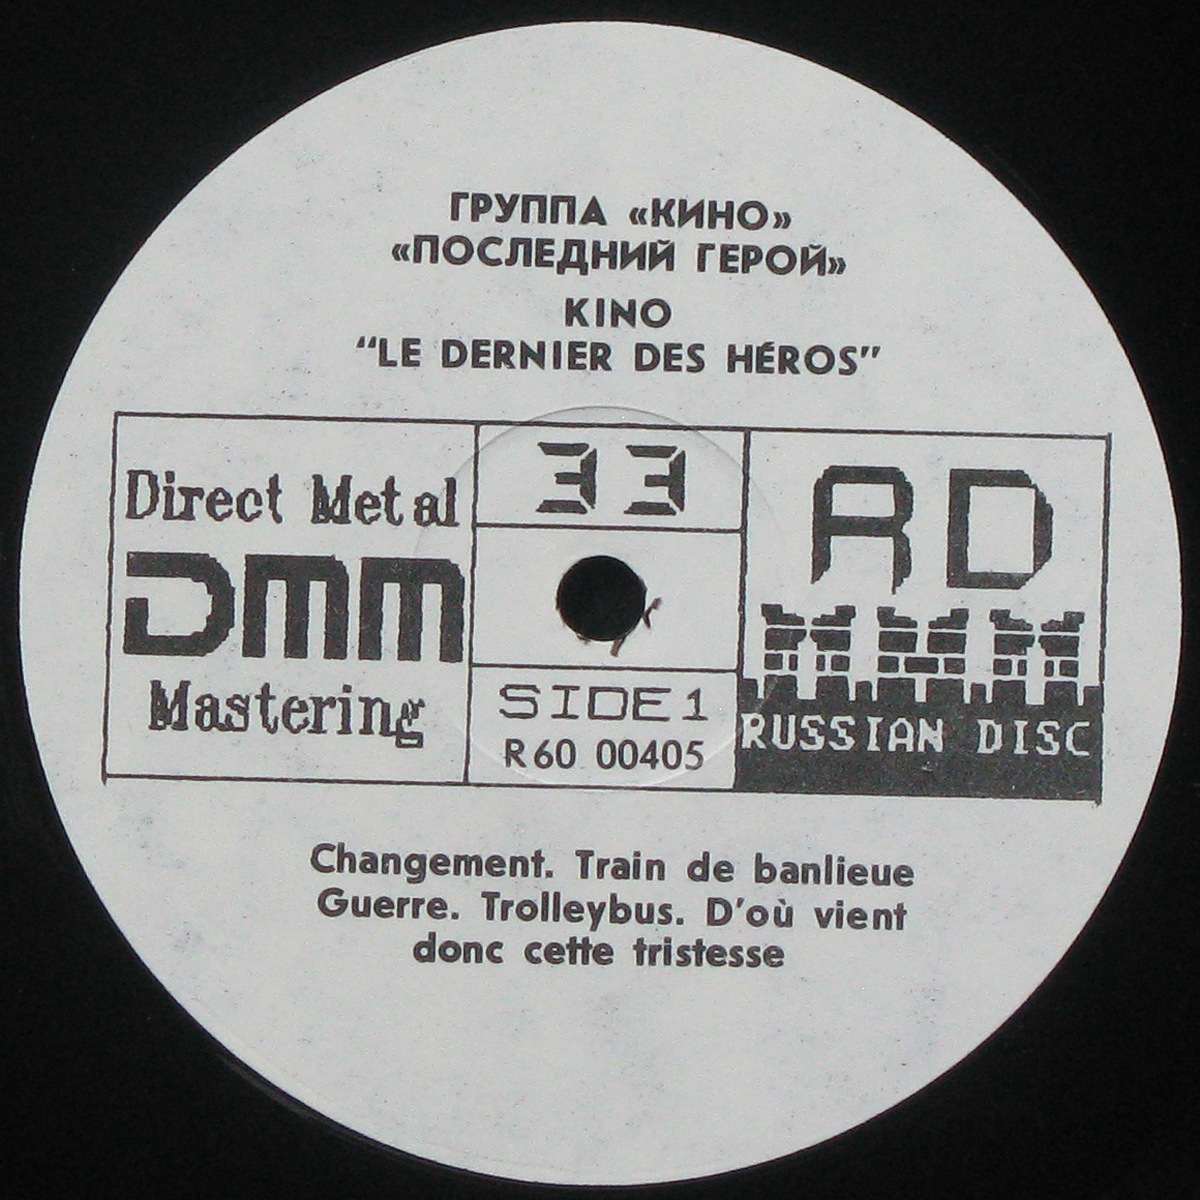 ГРУППА «КИНО»
«ПОСЛЕДНИЙ ГЕРОЙ»
KINO
“LE DERNIER DES HÉROS”
Direct Metal
DMM
Mastering
33
SIDE 1
R60 00405
RD
RUSSIAN DISC
Changement. Train de banlieue
Guerre. Trolleybus. D'où vient
donc cette tristesse